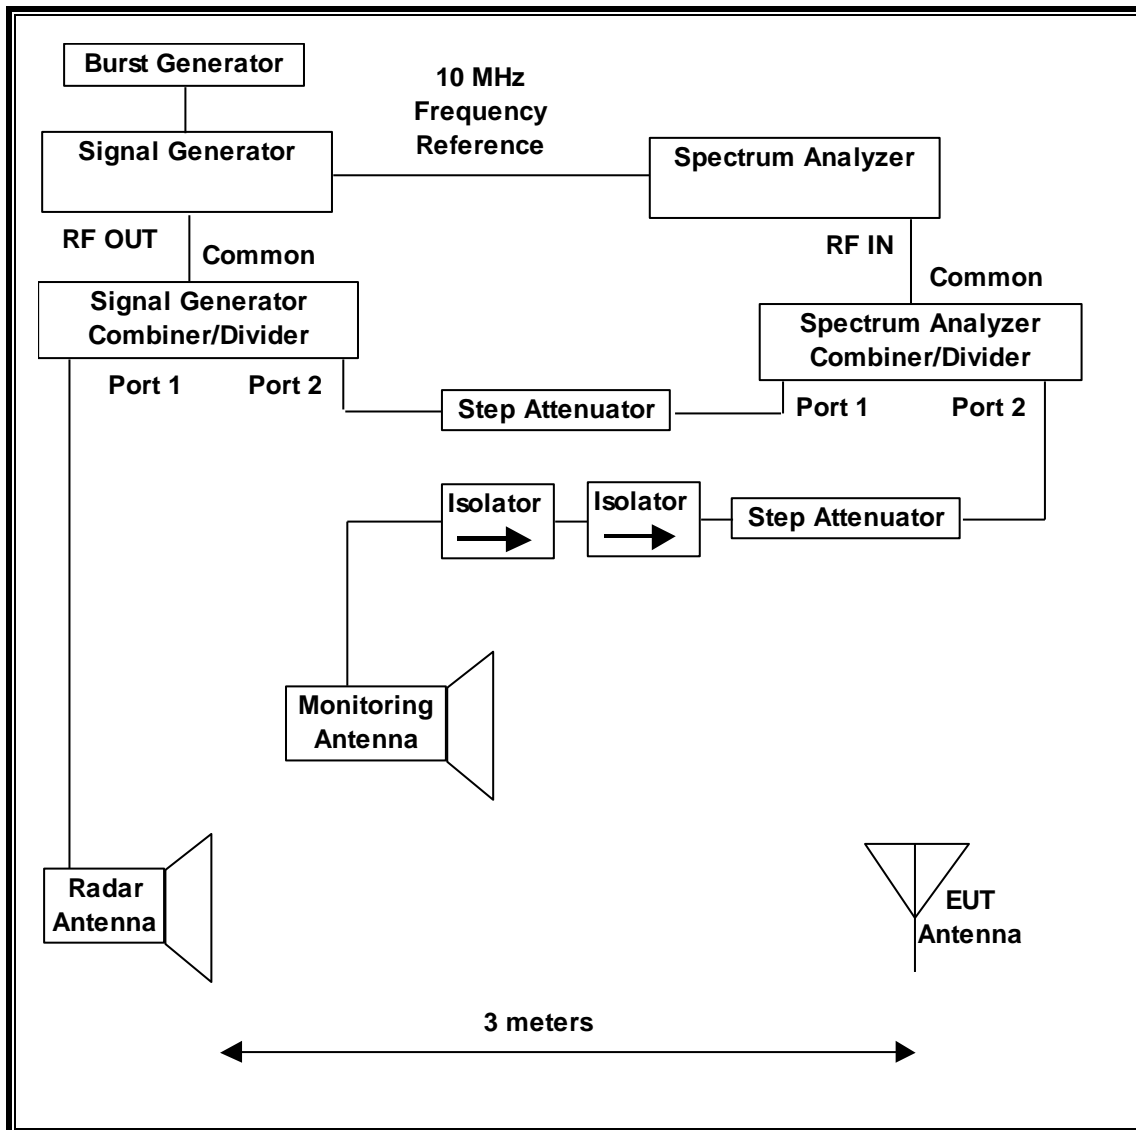 Burst Generator
10 MHz
Frequency
Reference
Signal Generator
Spectrum Analyzer
RF OUT
Common
RF IN
Common
Signal Generator
Combiner/Divider
Spectrum Analyzer
Combiner/Divider
Port 1
Port 2
Step Attenuator
Port 1
Port 2
Isolator
Isolator
Step Attenuator
Monitoring
Antenna
Radar
Antenna
EUT
Antenna
3 meters